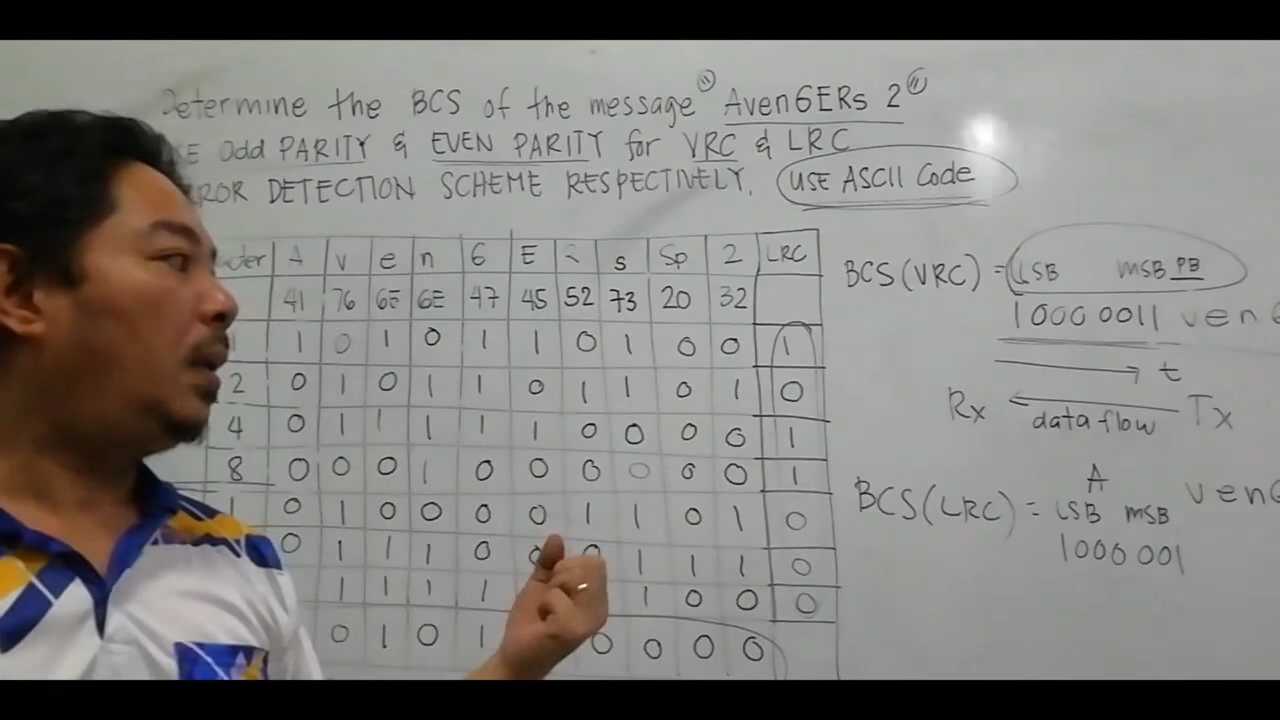 Determine the BCS of the message " Aven6ERs 2 "
E Odd PARITY & EVEN PARITY for VRC & LRC
ROR DETECTION SCHEME RESPECTIVELY. USE ASCII Code
A v e n 6 E s Sp 2 LRC
41 76 6E 6E 47 45 52 73 20 32
1 1 0 1 0 1 1 0 1 0 0 1
2 0 1 0 1 1 0 1 1 0 1 0
4 0 1 1 1 1 1 0 0 0 0 1
8 0 0 0 1 0 0 0 0 0 0 1
1 0 1 0 0 0 0 1 1 0 1 0
0 1 1 1 0 0 0 1 1 1 0
1 1 1 1 1 0 0 0
0 1 0 1 0 0 0 0
BCS(VRC) = LSB MSB PB
10000011 ven
t
Rx data flow Tx
A
BCS(LRC) = LSB MSB ven
1000001